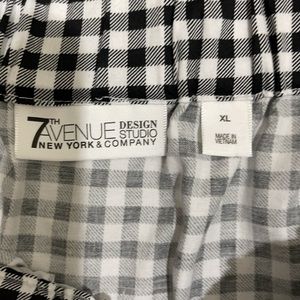 7TH AVENUE DESIGN STUDIO
NEW YORK & COMPANY
XL
MADE IN
VIETNAM